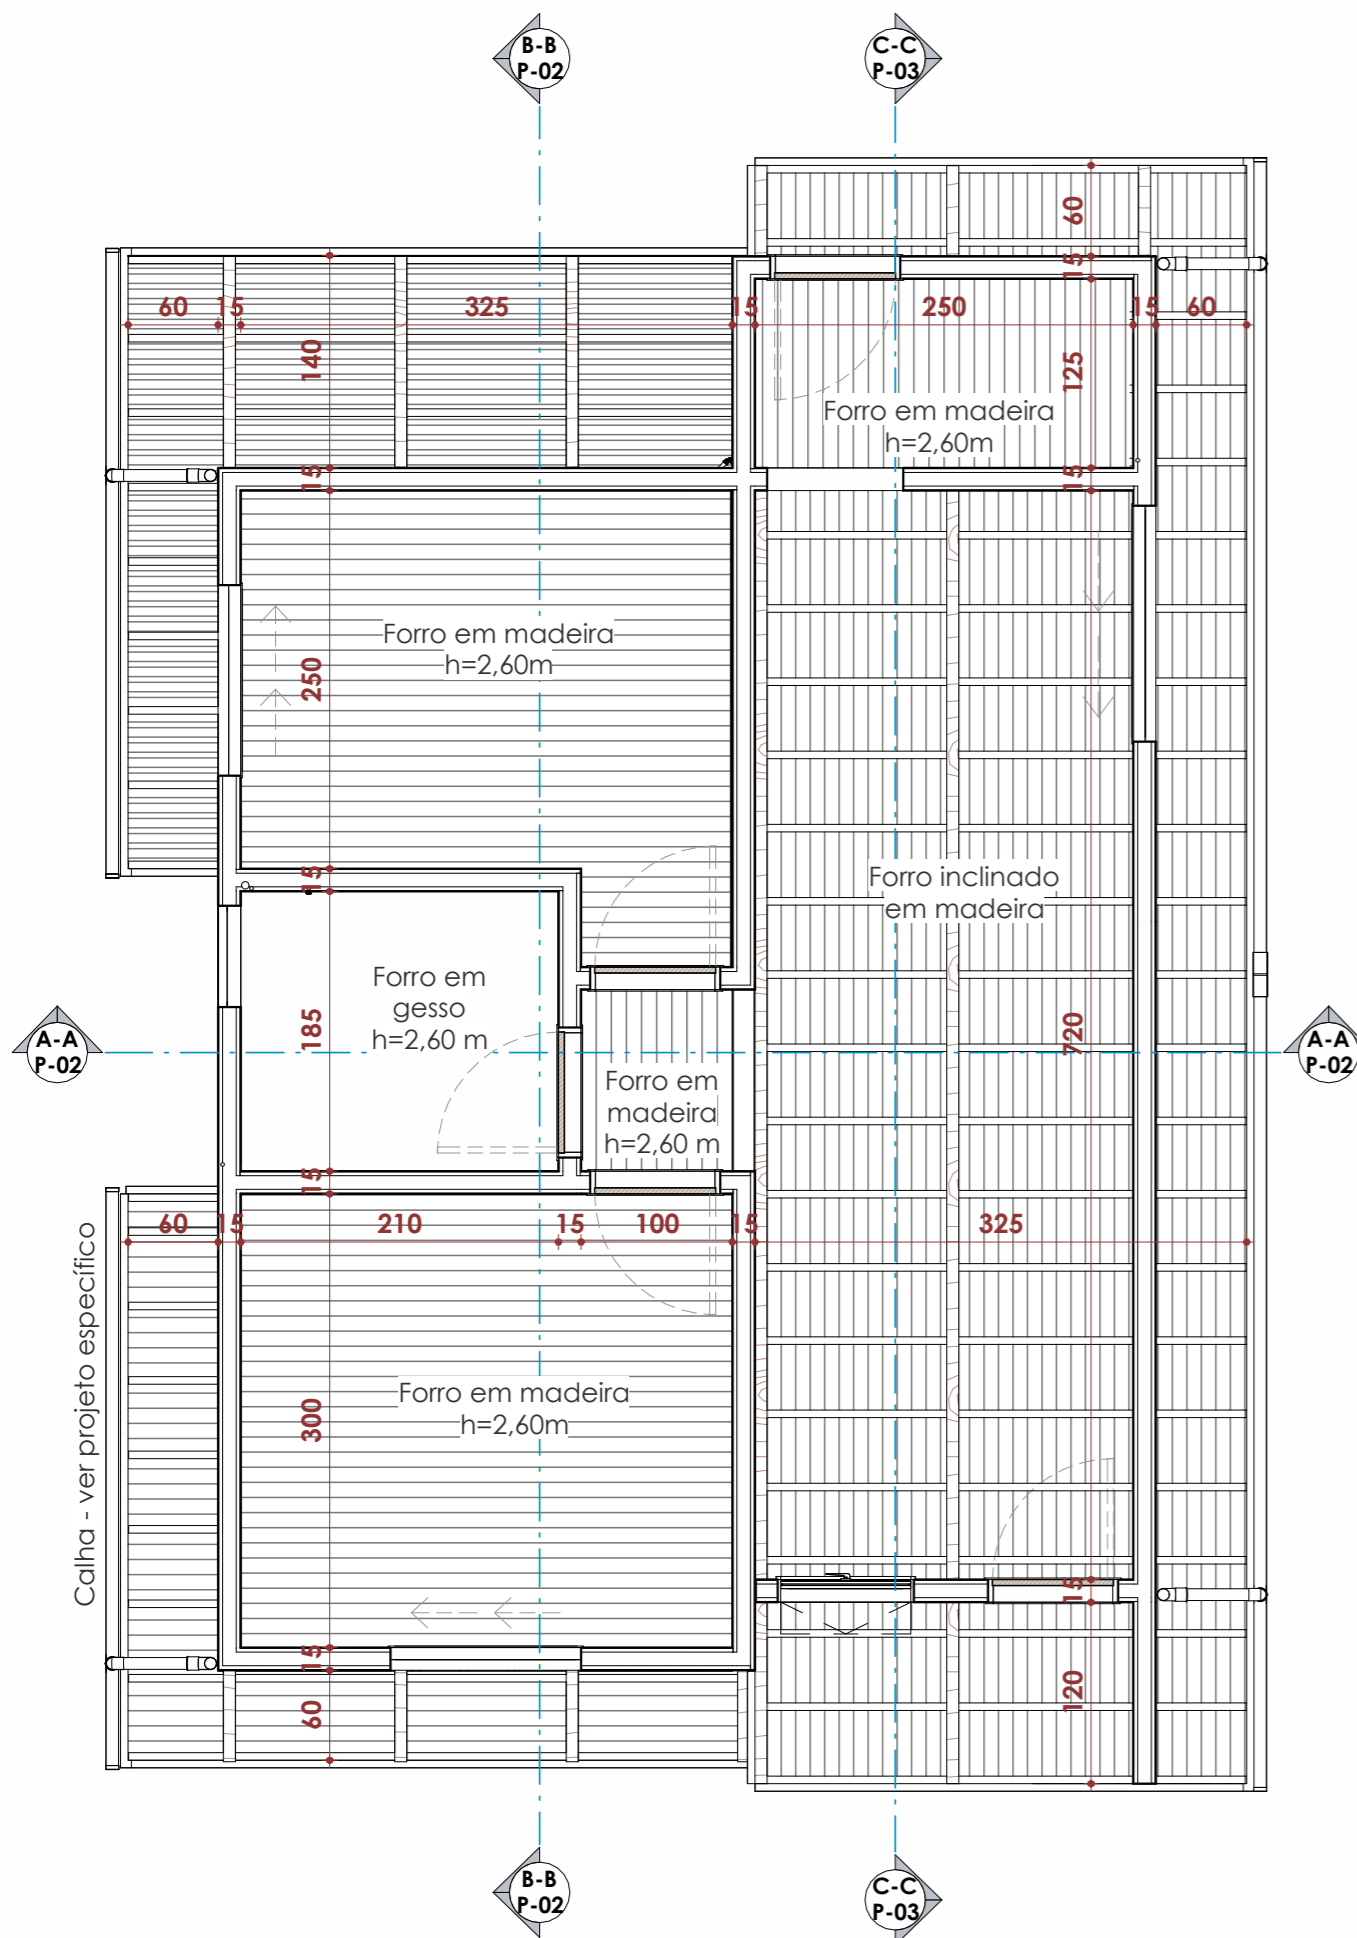 B-B
P-02
C-C
P-03
60
15
60
15
325
15
250
15
60
140
125
Forro em madeira
h=2,60m
15
15
Forro em madeira
h=2,60m
250
15
Forro inclinado
em madeira
Forro em
gesso
h=2,60 m
185
720
A-A
P-02
A-A
P-02
Forro em
madeira
h=2,60 m
15
60
15
210
15
100
15
325
Calha - ver projeto específico
Forro em madeira
h=2,60m
300
15
15
60
120
B-B
P-02
C-C
P-03